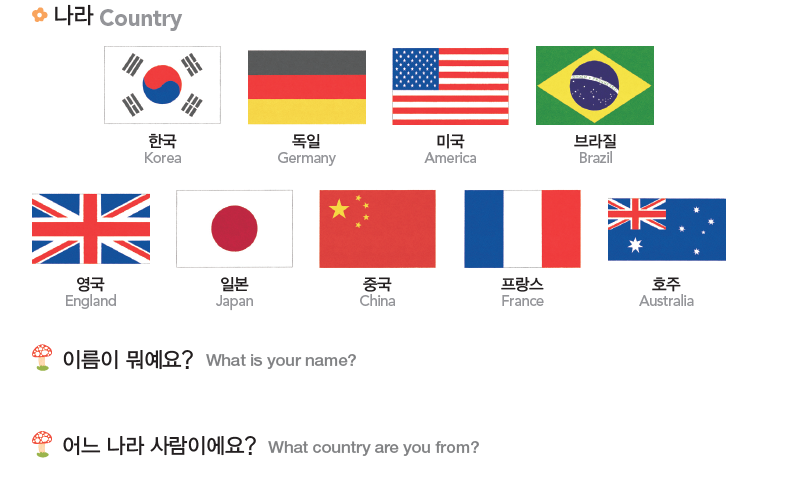 나라 Country
한국 독일 미국 브라질
Korea Germany America Brazil
영국 일본 중국 프랑스 호주
England Japan China France Australia
이름이 뭐예요? What is your name?
어느 나라 사람이에요? What country are you from?